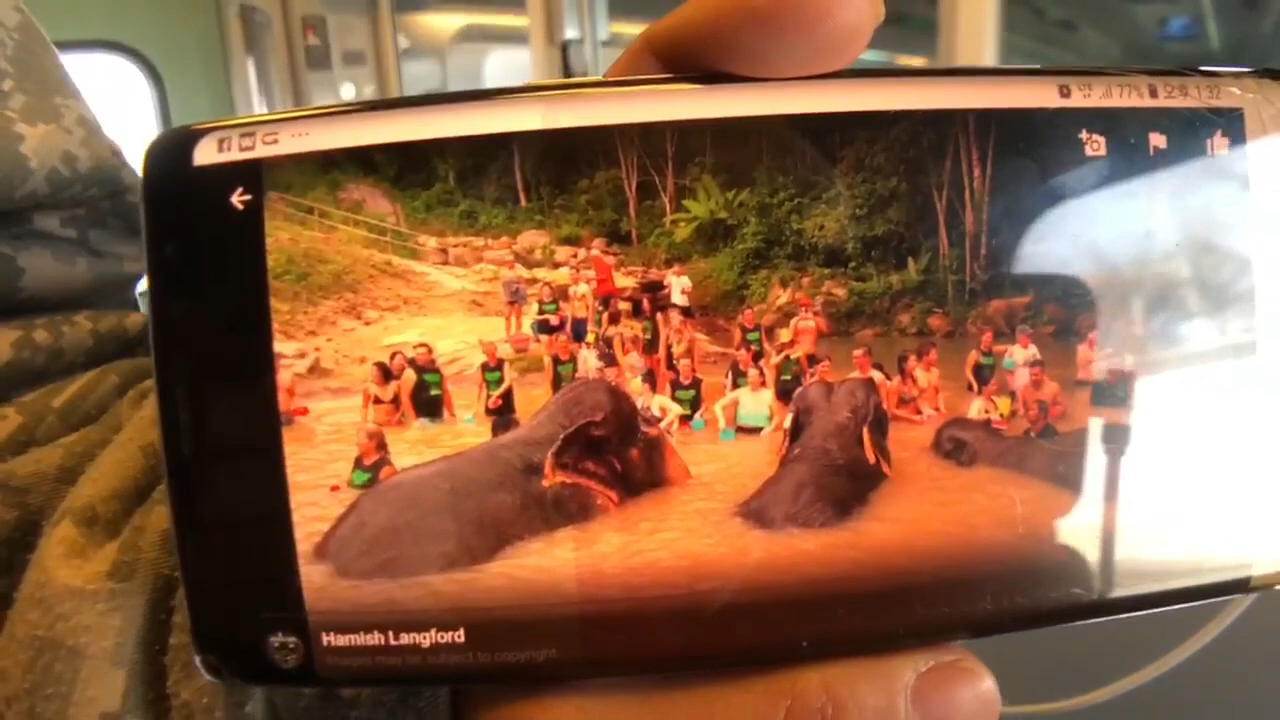 77% 오후 1:32
Hamish Langford
Images may be subject to copyright.